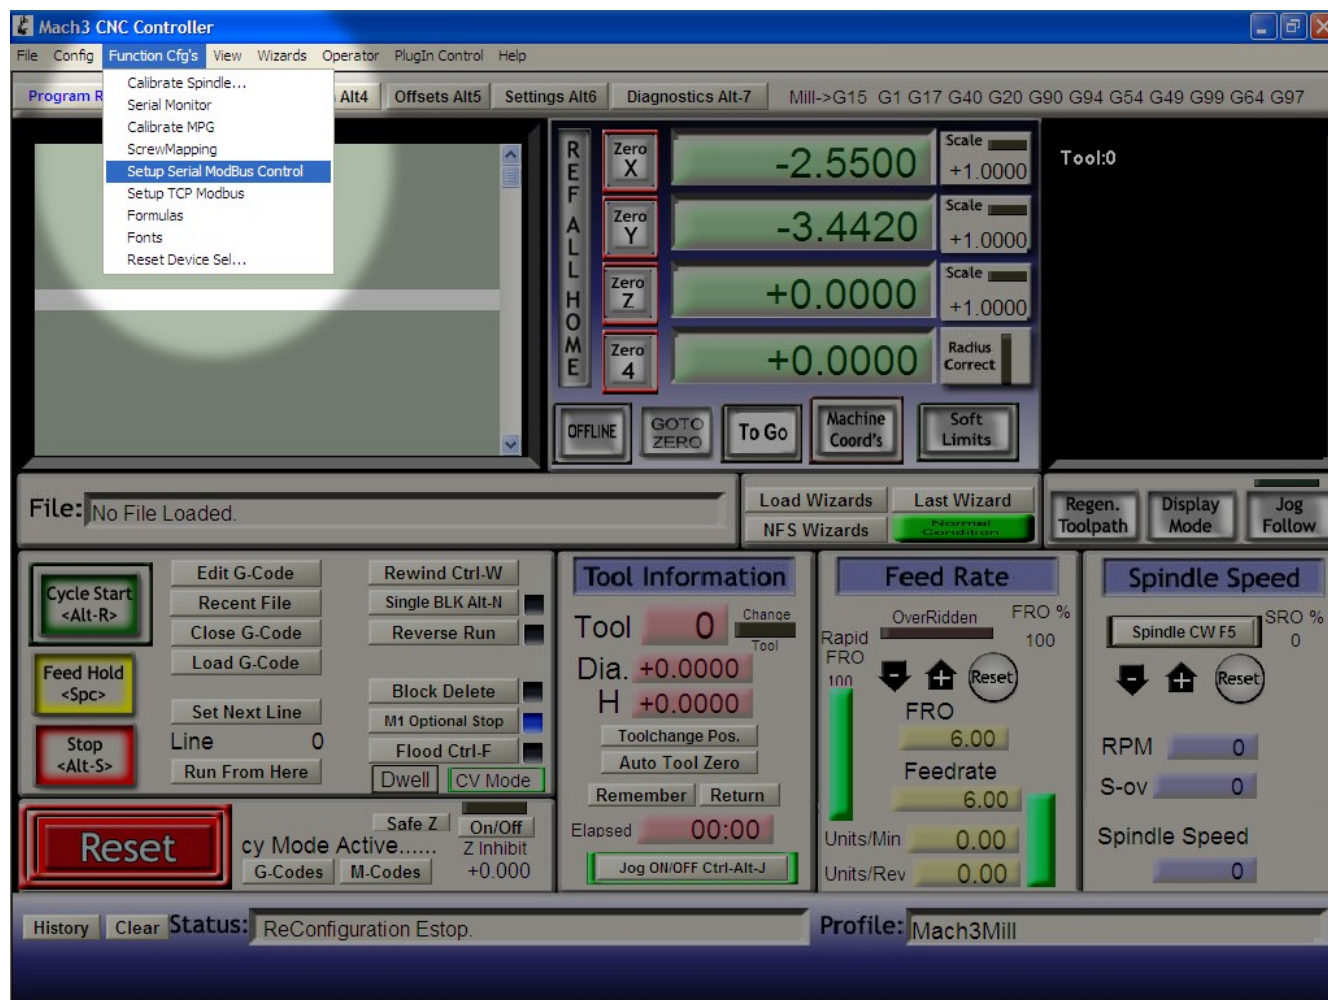 Mach3 CNC Controller
File Config Function Cfg's View Wizards Operator PlugIn Control Help
Program R Alt4 Offsets Alt5 Settings Alt6 Diagnostics Alt-7 Mill->G15 G1 G17 G40 G20 G90 G94 G54 G49 G99 G64 G97
Calibrate Spindle...
Serial Monitor
Calibrate MPG
ScrewMapping
Setup Serial ModBus Control
Setup TCP Modbus
Formulas
Fonts
Reset Device Sel...
REF ALL HOME
Zero X -2.5500 Scale +1.0000
Zero Y -3.4420 Scale +1.0000
Zero Z +0.0000 Scale +1.0000
Zero 4 +0.0000 Radius Correct
Tool:0
OFFLINE GOTO ZERO To Go Machine Coord's Soft Limits
File: No File Loaded.
Load Wizards Last Wizard
NFS Wizards Normal Condition
Regen. Toolpath Display Mode Jog Follow
Cycle Start <Alt-R>
Feed Hold <Spc>
Stop <Alt-S>
Edit G-Code
Recent File
Close G-Code
Load G-Code
Set Next Line
Line 0
Run From Here
Rewind Ctrl-W
Single BLK Alt-N
Reverse Run
Block Delete
M1 Optional Stop
Flood Ctrl-F
Dwell CV Mode
Reset
cy Mode Active......
G-Codes M-Codes
Safe Z On/Off
Z Inhibit
+0.000
Tool Information
Tool 0 Change Tool
Dia. +0.0000
H +0.0000
Toolchange Pos.
Auto Tool Zero
Remember Return
Elapsed 00:00
Jog ON/OFF Ctrl-Alt-J
Feed Rate
OverRidden FRO % 100
Rapid FRO 100
Reset
FRO
6.00
Feedrate
6.00
Units/Min 0.00
Units/Rev 0.00
Spindle Speed
Spindle CW F5 SRO % 0
Reset
RPM 0
S-ov 0
Spindle Speed
0
History Clear Status: ReConfiguration Estop.
Profile: Mach3Mill